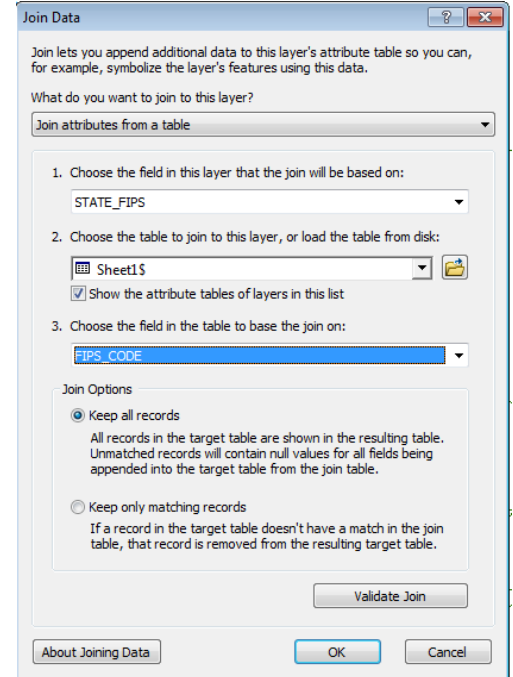 Join Data
Join lets you append additional data to this layer's attribute table so you can,
for example, symbolize the layer's features using this data.
What do you want to join to this layer?
Join attributes from a table
1. Choose the field in this layer that the join will be based on:
STATE_FIPS
2. Choose the table to join to this layer, or load the table from disk:
Sheet1$
Show the attribute tables of layers in this list
3. Choose the field in the table to base the join on:
FIPS_CODE
Join Options
Keep all records
All records in the target table are shown in the resulting table.
Unmatched records will contain null values for all fields being
appended into the target table from the join table.
Keep only matching records
If a record in the target table doesn't have a match in the join
table, that record is removed from the resulting target table.
Validate Join
About Joining Data OK Cancel